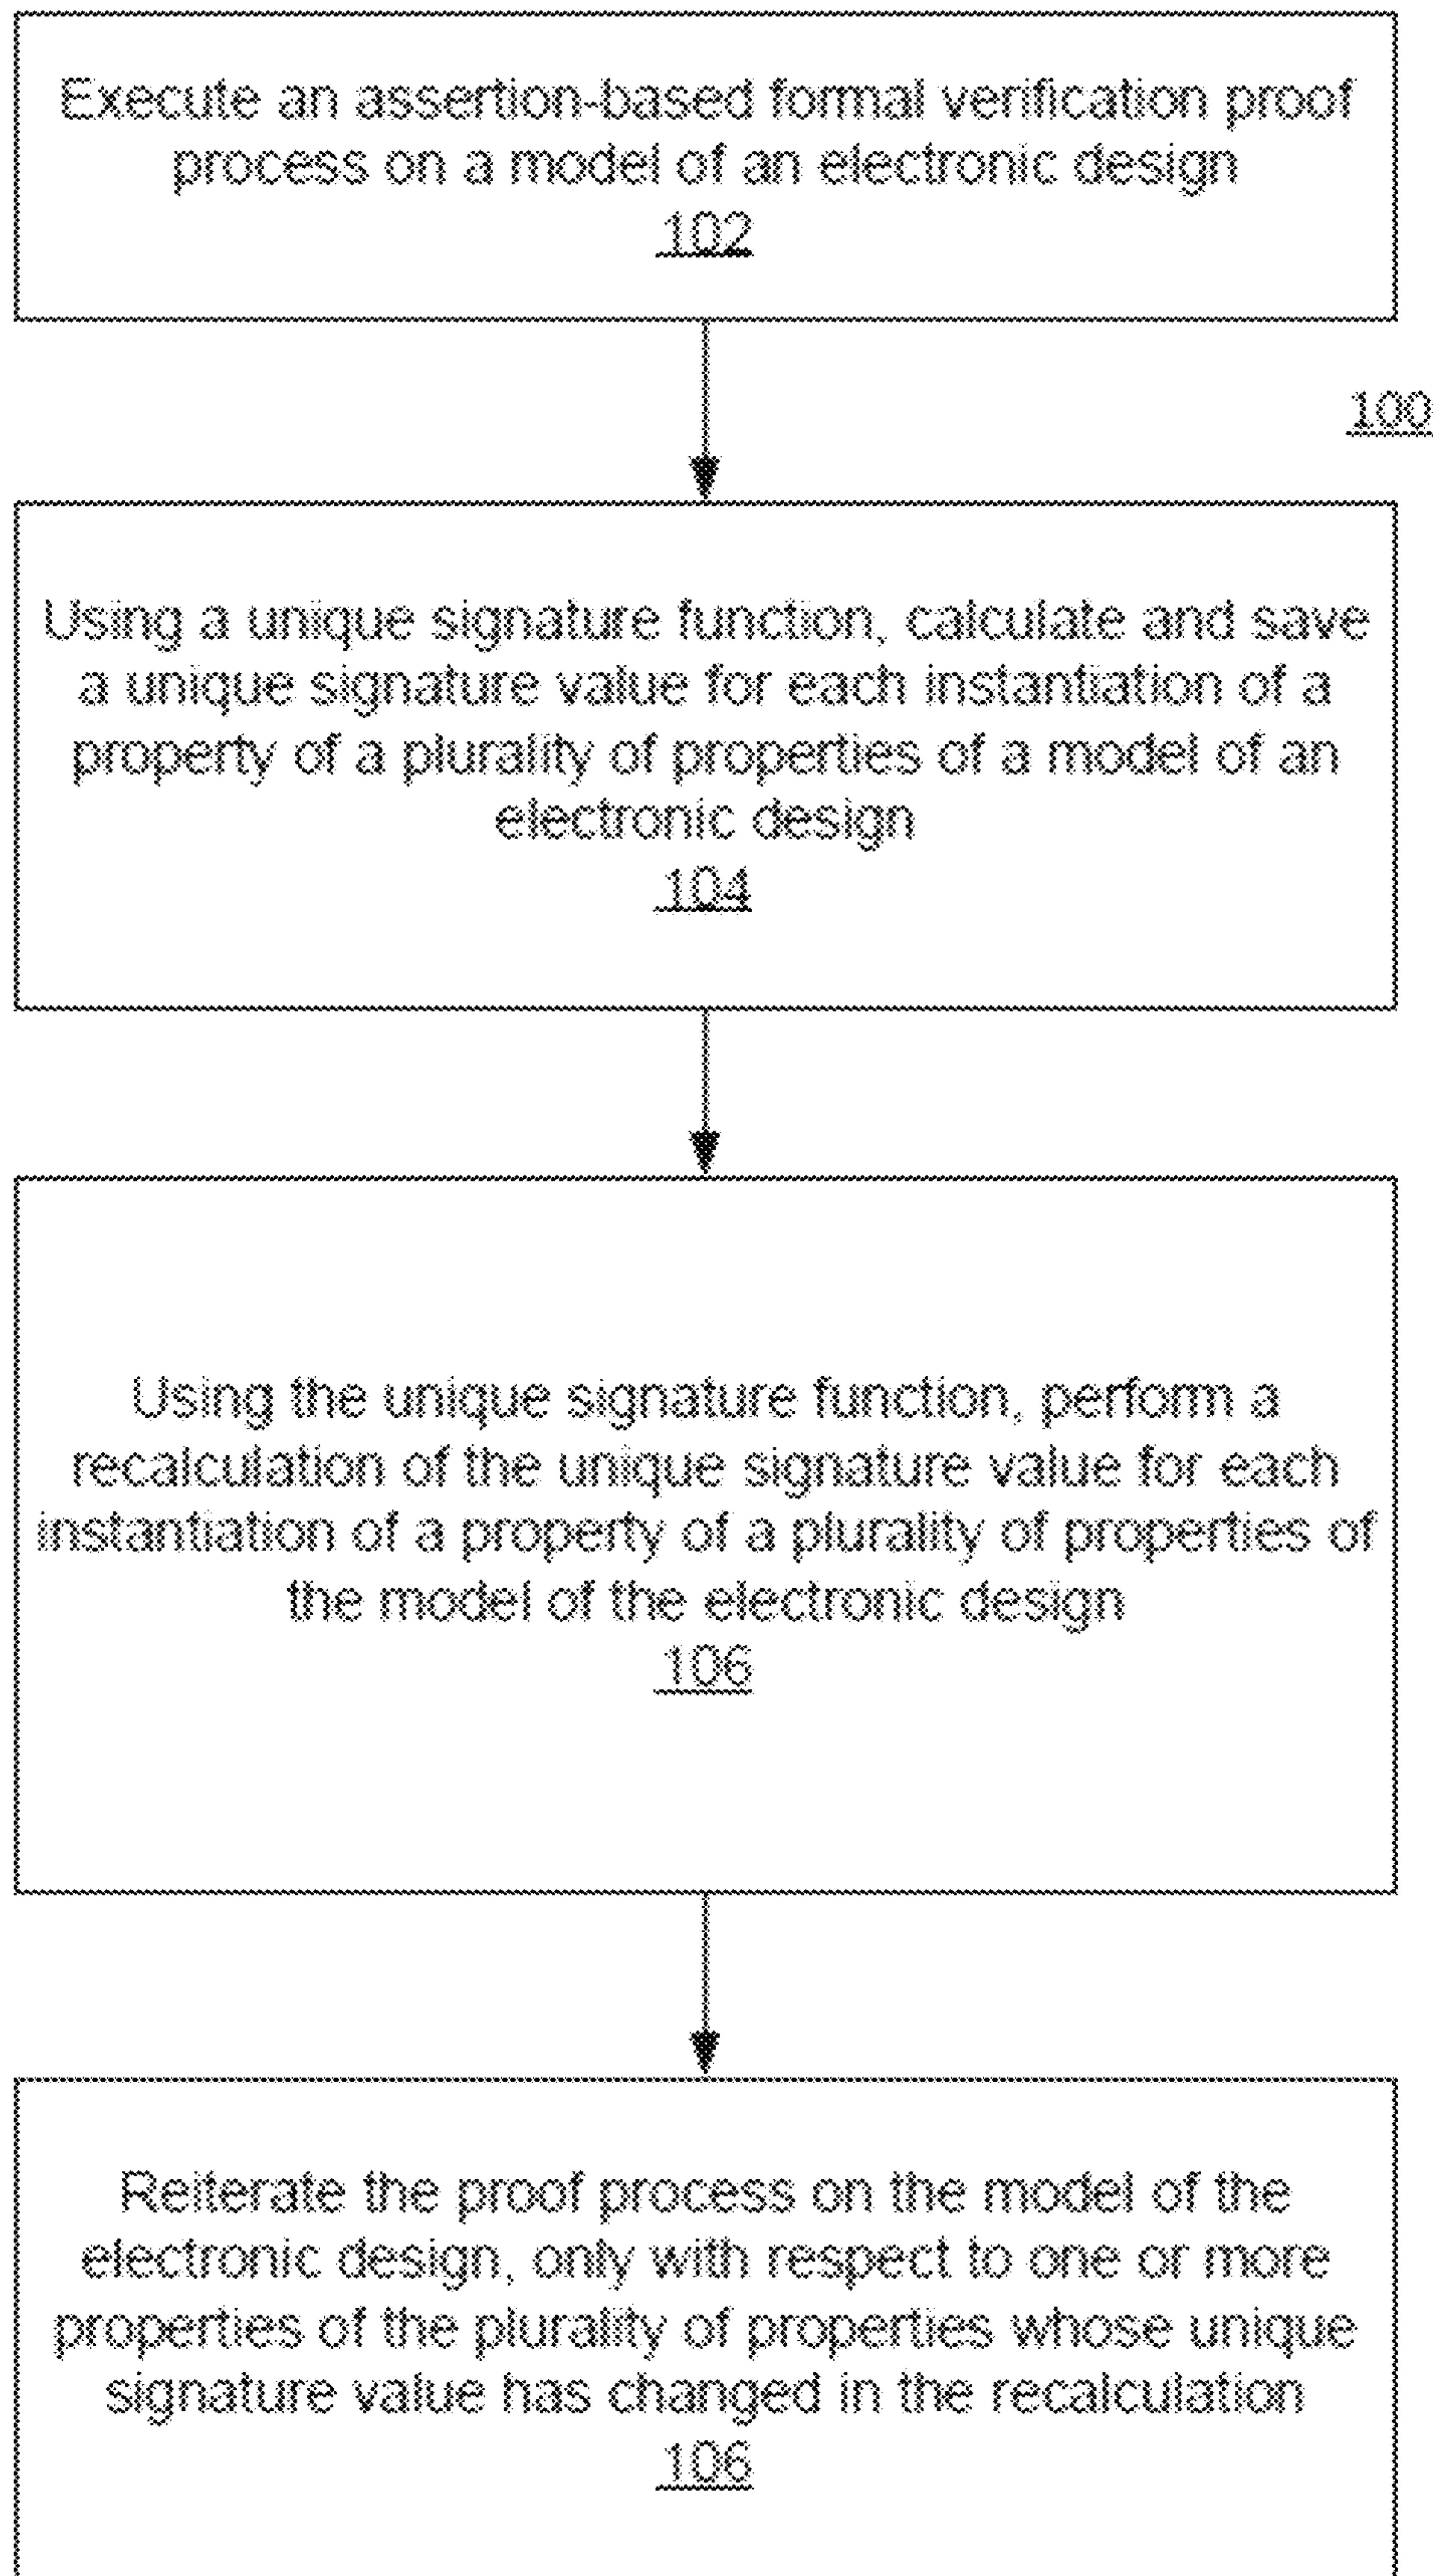 Execute an assertion-based formal verification proof
process on a model of an electronic design
102
100
Using a unique signature function, calculate and save
a unique signature value for each instantiation of a
property of a plurality of properties of a model of an
electronic design
104
Using the unique signature function, perform a
recalculation of the unique signature value for each
instantiation of a property of a plurality of properties of
the model of the electronic design
106
Reiterate the proof process on the model of the
electronic design, only with respect to one or more
properties of the plurality of properties whose unique
signature value has changed in the recalculation
106